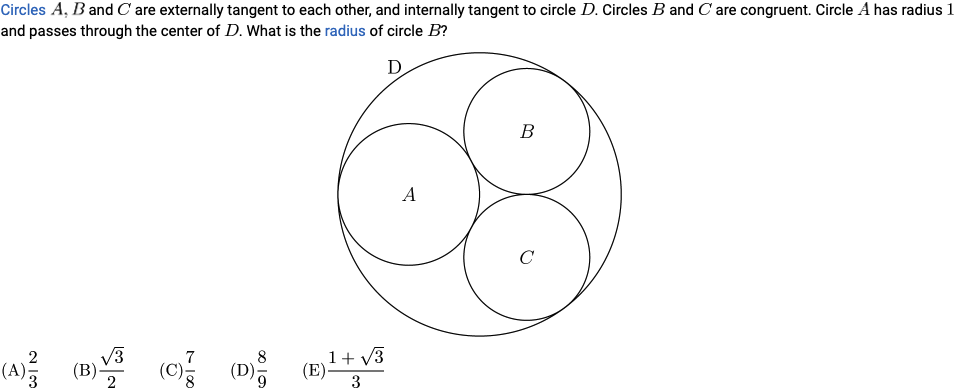 Circles A, B and C are externally tangent to each other, and internally tangent to circle D. Circles B and C are congruent. Circle A has radius 1
and passes through the center of D. What is the radius of circle B?
D
B
A
C
(A) 2/3 (B) √3/2 (C) 7/8 (D) 8/9 (E) (1 + √3)/3